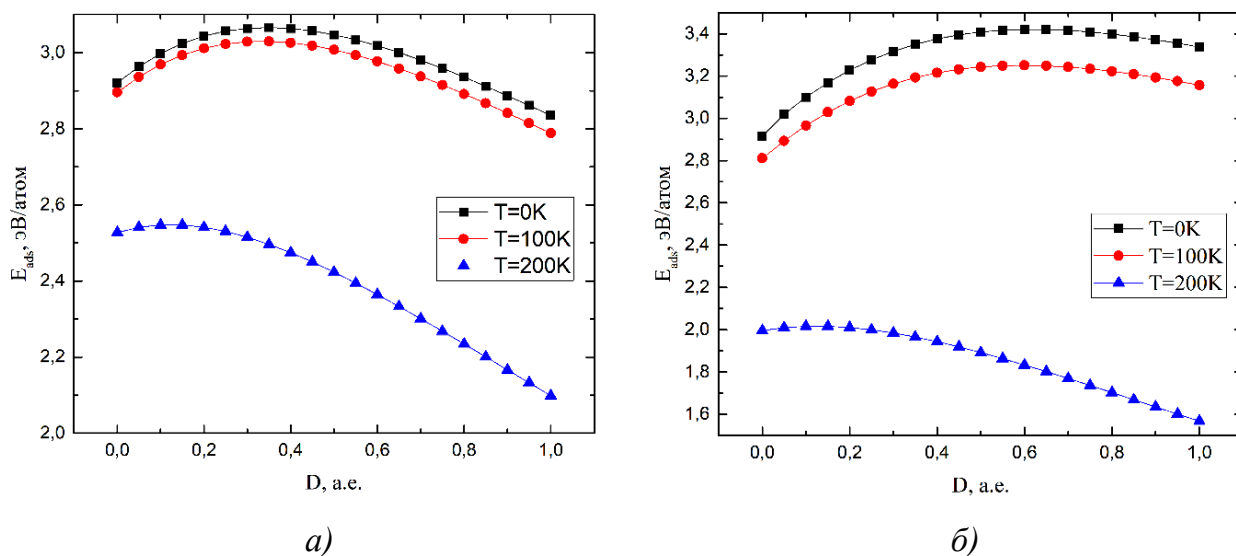 3,0
2,8
2,6
2,4
2,2
2,0
E_ads, эВ/атом
T=0K
T=100K
T=200K
0,0 0,2 0,4 0,6 0,8 1,0
D, a.e.
а)
3,4
3,2
3,0
2,8
2,6
2,4
2,2
2,0
1,8
1,6
E_ads, эВ/атом
T=0K
T=100K
T=200K
0,0 0,2 0,4 0,6 0,8 1,0
D, a.e.
б)